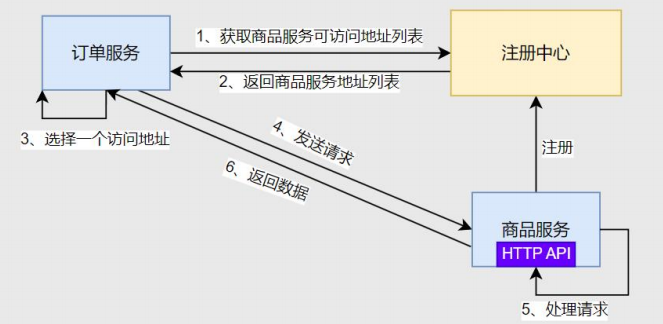 1、获取商品服务可访问地址列表
订单服务
注册中心
2、返回商品服务地址列表
3、选择一个访问地址
4、发送请求
注册
6、返回数据
商品服务
HTTP API
5、处理请求